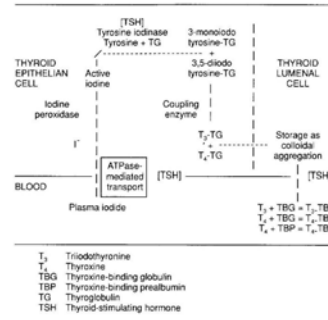 [TSH]
Tyrosine iodinase
Tyrosine + TG
3-monoiodo
tyrosine-TG
+
3,5-diiodo
tyrosine-TG
THYROID
EPITHELIAN
CELL
Active
iodine
THYROID
LUMENAL
CELL
Iodine
peroxidase
Coupling
enzyme
I⁻
T₃-TG
+
T₄-TG
Storage as
colloidal
aggregation
ATPase-
mediated
transport
[TSH]
[TSH]
BLOOD
Plasma iodide
T₃ + TBG = T₃-TB
T₄ + TBG = T₄-TB
T₄ + TBP = T₄-TB
T₃ Triiodothyronine
T₄ Thyroxine
TBG Thyroxine-binding globulin
TBP Thyroxine-binding prealbumin
TG Thyroglobulin
TSH Thyroid-stimulating hormone